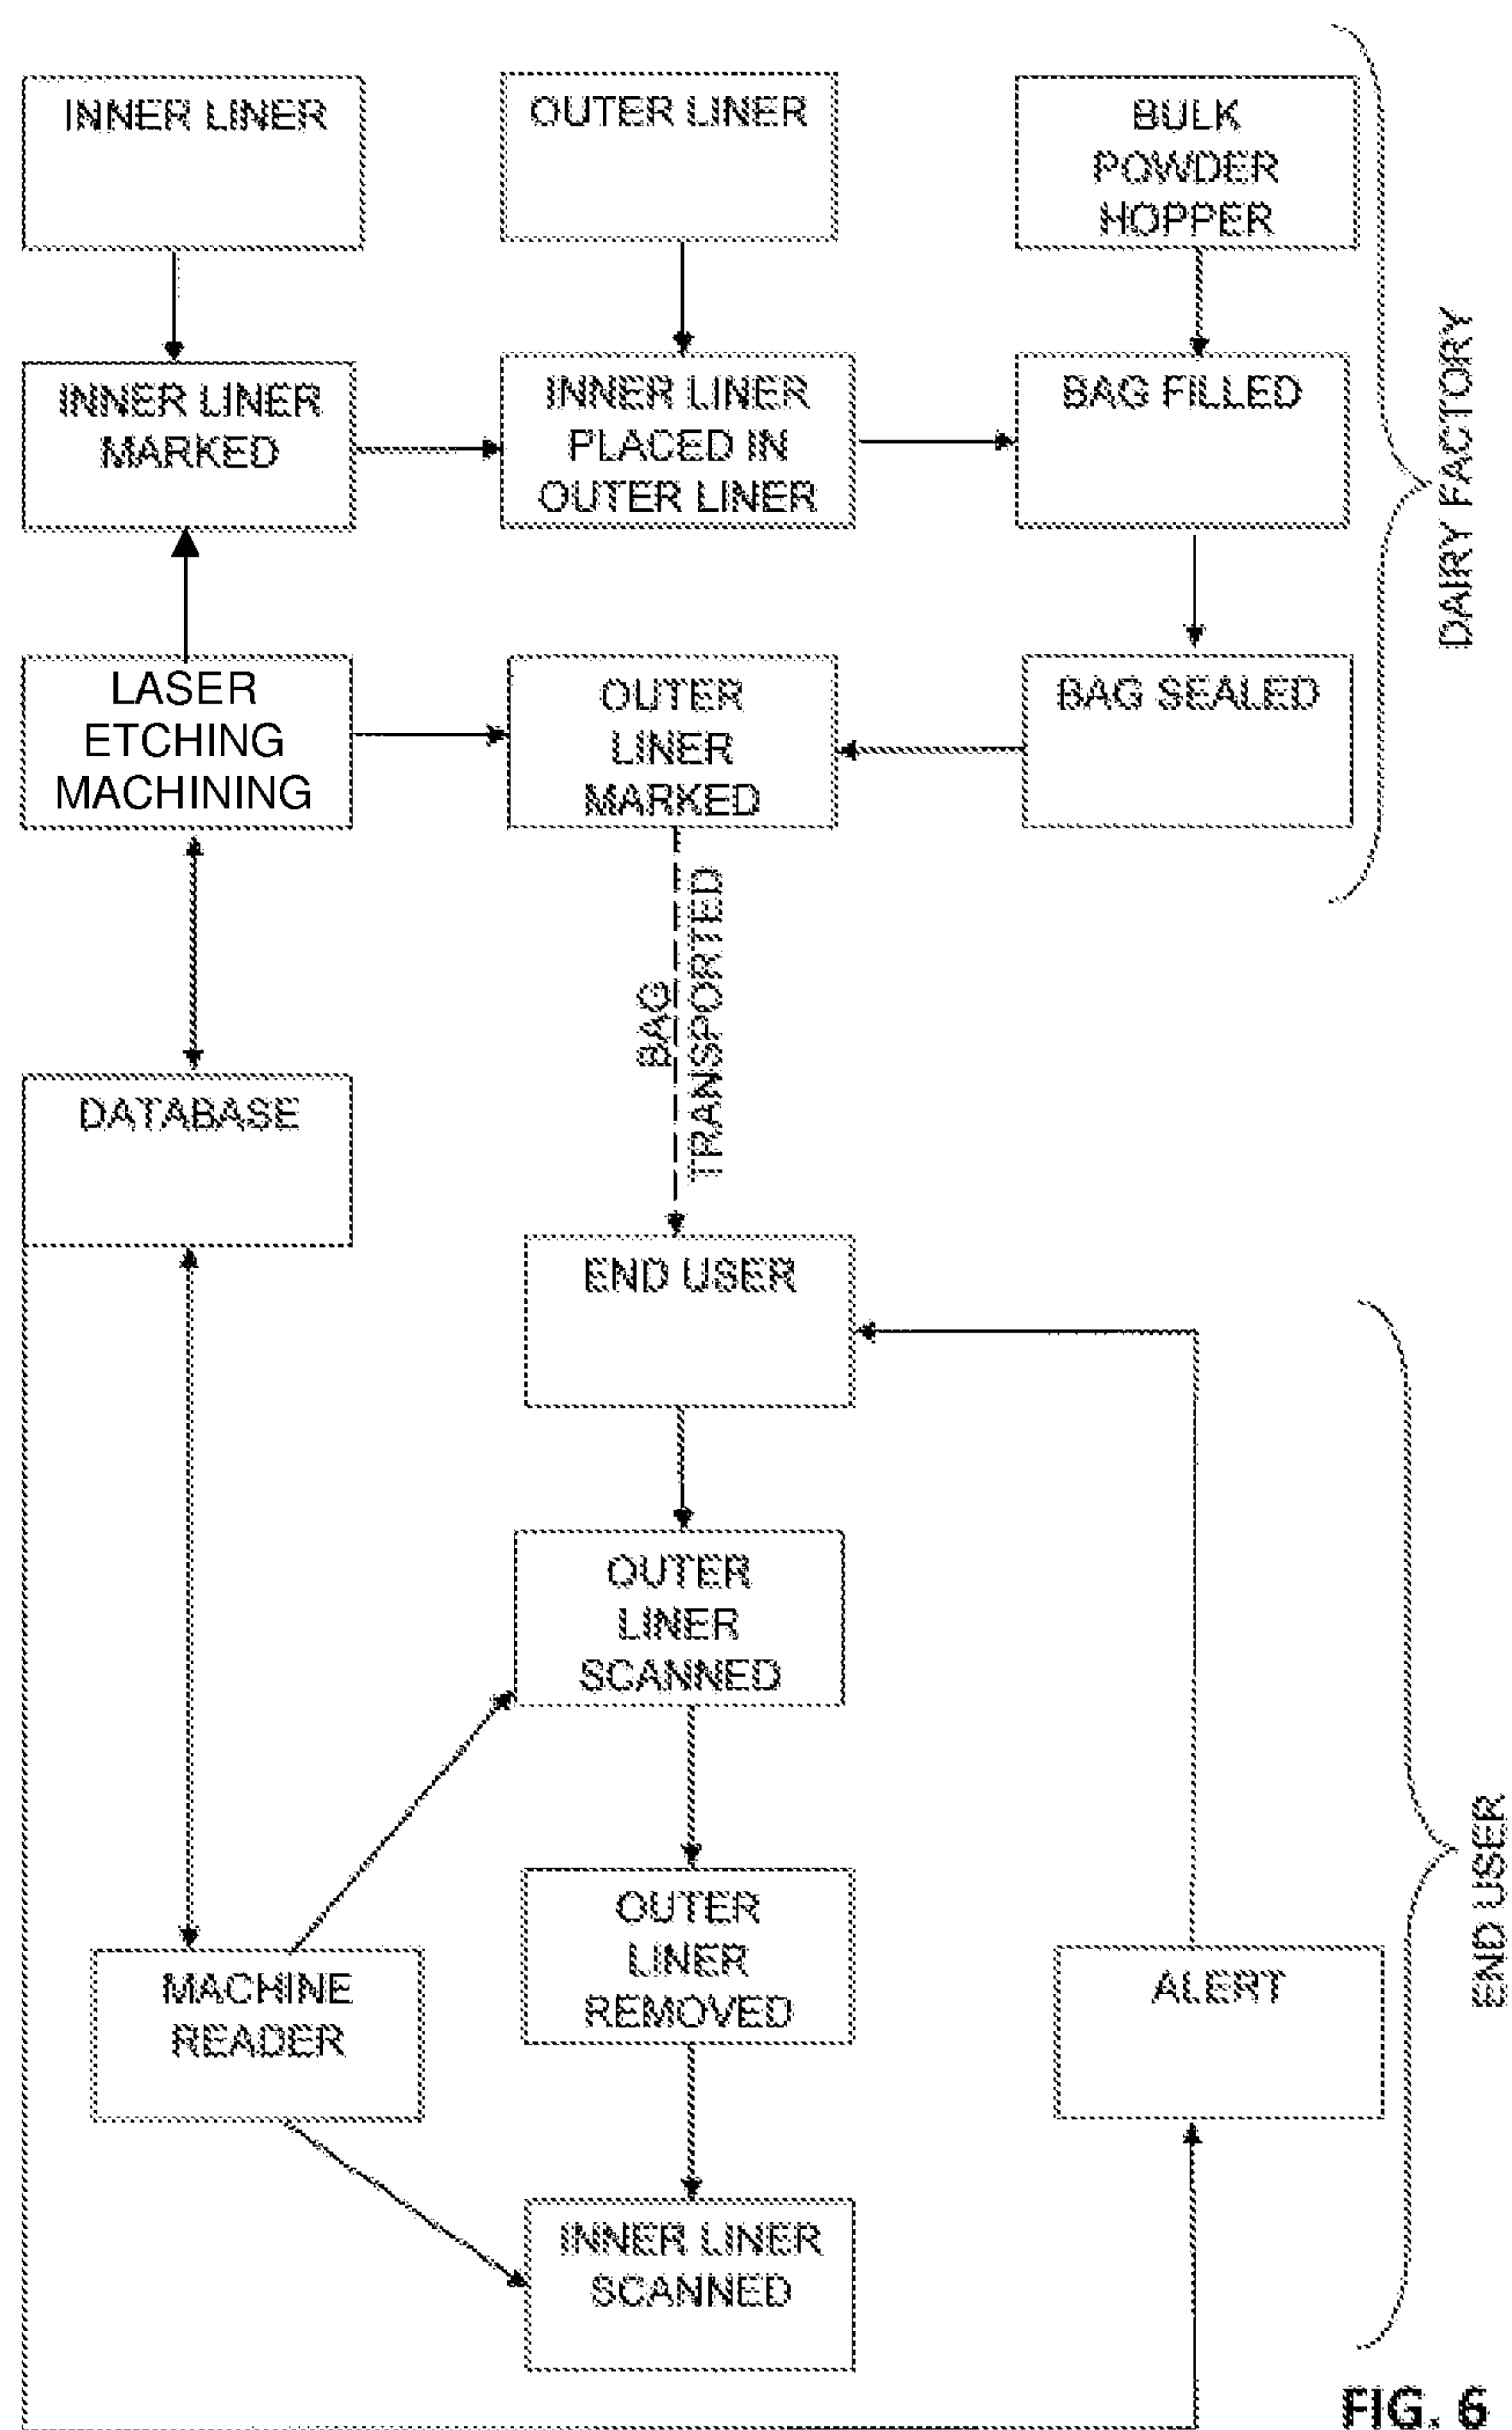 INNER LINER
OUTER LINER
BULK
POWDER
HOPPER
INNER LINER
MARKED
INNER LINER
PLACED IN
OUTER LINER
BAG FILLED
DAIRY FACTORY
LASER
ETCHING
MACHINING
OUTER
LINER
MARKED
BAG SEALED
BAG
TRANSPORTED
DATABASE
END USER
OUTER
LINER
SCANNED
OUTER
LINER
REMOVED
MACHINE
READER
ALERT
END USER
INNER LINER
SCANNED
FIG. 6